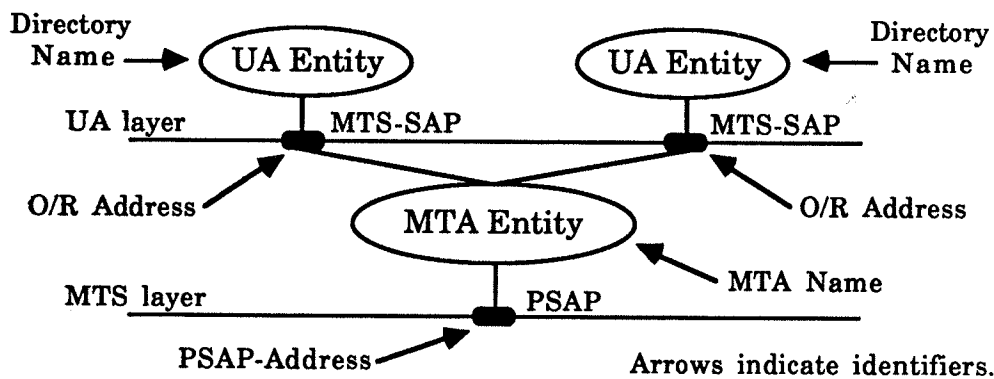 Directory
Name
UA Entity
UA Entity
Directory
Name
UA layer
MTS-SAP
MTS-SAP
O/R Address
MTA Entity
O/R Address
MTA Name
MTS layer
PSAP
PSAP-Address
Arrows indicate identifiers.